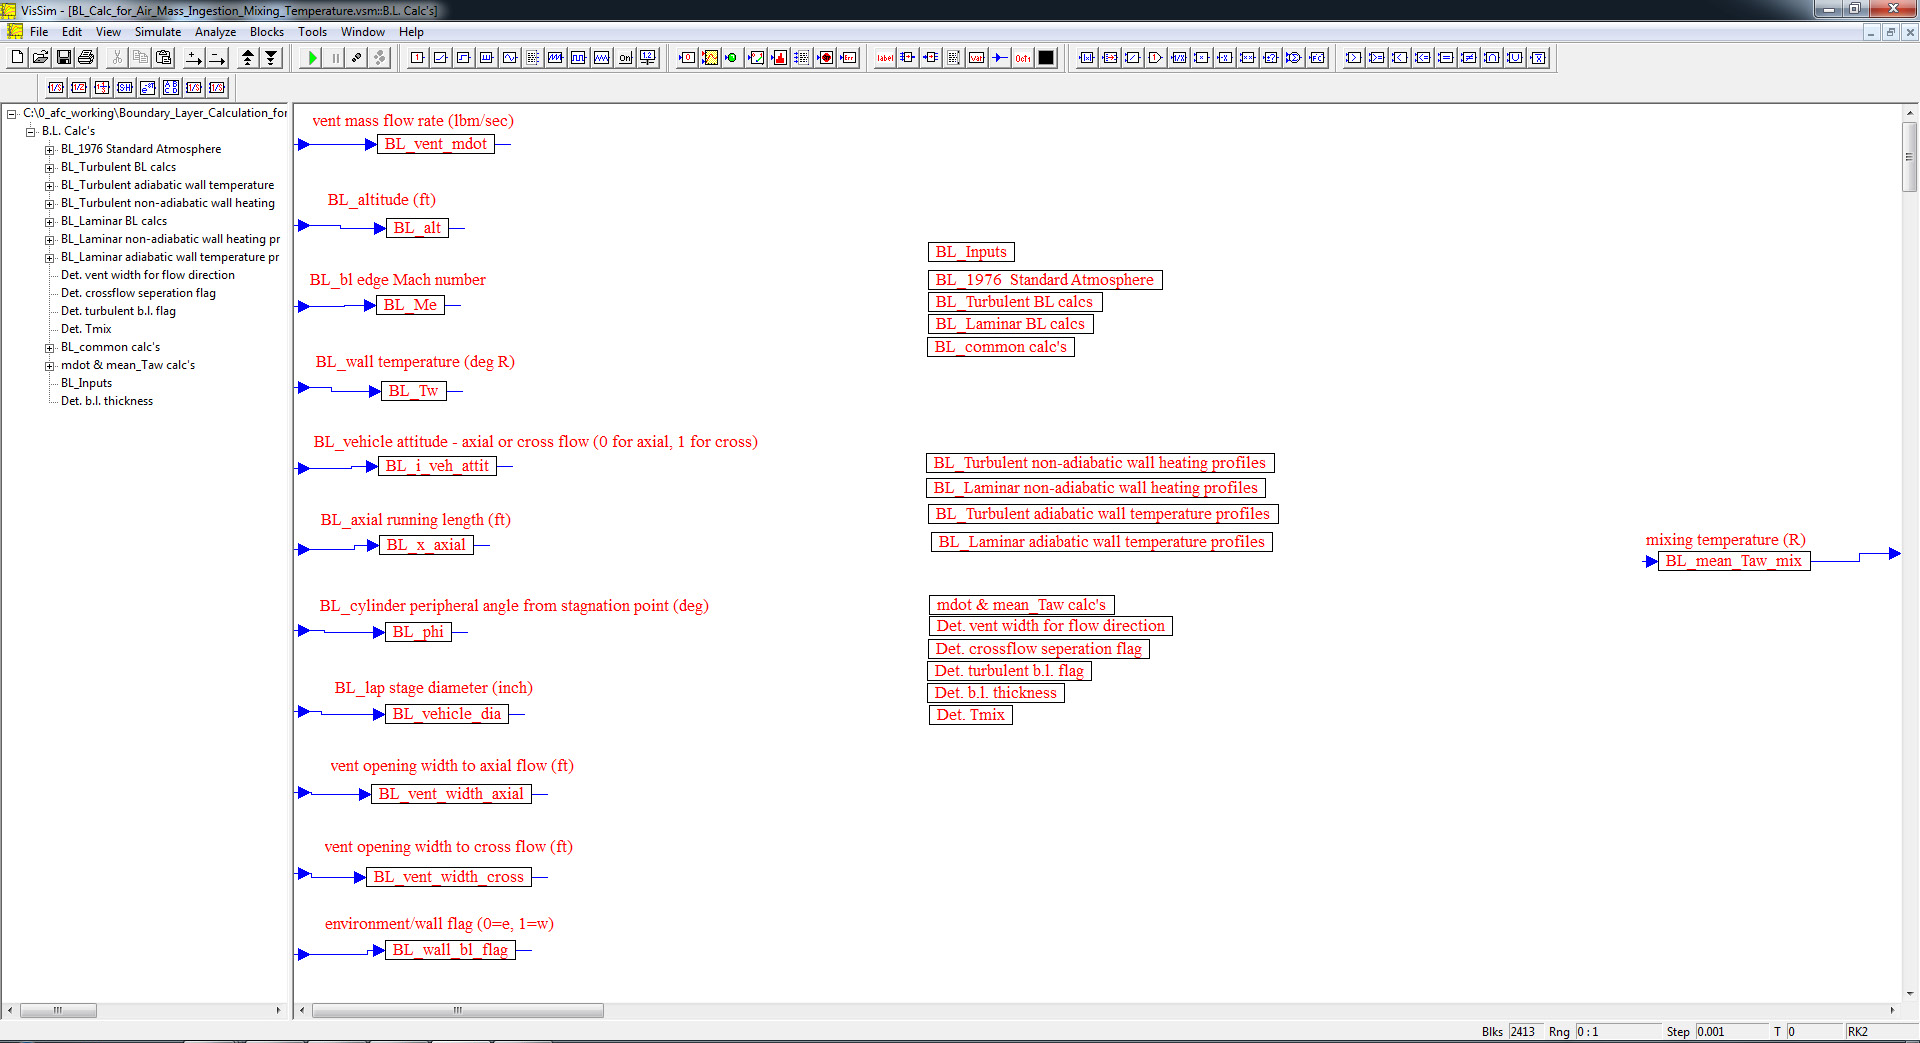 VisSim - [BL_Calc_for_Air_Mass_Ingestion_Mixing_Temperature.vsm::B.L. Calc's]
File Edit View Simulate Analyze Blocks Tools Window Help
C:\0_afc_working\Boundary_Layer_Calculation_for
B.L. Calc's
BL_1976 Standard Atmosphere
BL_Turbulent BL calcs
BL_Turbulent adiabatic wall temperature
BL_Turbulent non-adiabatic wall heating
BL_Laminar BL calcs
BL_Laminar non-adiabatic wall heating pr
BL_Laminar adiabatic wall temperature pr
Det. vent width for flow direction
Det. crossflow seperation flag
Det. turbulent b.l. flag
Det. Tmix
BL_common calc's
mdot & mean_Taw calc's
BL_Inputs
Det. b.l. thickness
vent mass flow rate (lbm/sec)
BL_vent_mdot
BL_altitude (ft)
BL_alt
BL_bl edge Mach number
BL_Me
BL_wall temperature (deg R)
BL_Tw
BL_vehicle attitude - axial or cross flow (0 for axial, 1 for cross)
BL_i_veh_attit
BL_axial running length (ft)
BL_x_axial
BL_cylinder peripheral angle from stagnation point (deg)
BL_phi
BL_lap stage diameter (inch)
BL_vehicle_dia
vent opening width to axial flow (ft)
BL_vent_width_axial
vent opening width to cross flow (ft)
BL_vent_width_cross
environment/wall flag (0=e, 1=w)
BL_wall_bl_flag
BL_Inputs
BL_1976 Standard Atmosphere
BL_Turbulent BL calcs
BL_Laminar BL calcs
BL_common calc's
BL_Turbulent non-adiabatic wall heating profiles
BL_Laminar non-adiabatic wall heating profiles
BL_Turbulent adiabatic wall temperature profiles
BL_Laminar adiabatic wall temperature profiles
mdot & mean_Taw calc's
Det. vent width for flow direction
Det. crossflow seperation flag
Det. turbulent b.l. flag
Det. b.l. thickness
Det. Tmix
mixing temperature (R)
BL_mean_Taw_mix
Blks 2413 Rng 0 : 1 Step 0.001 T 0 RK2